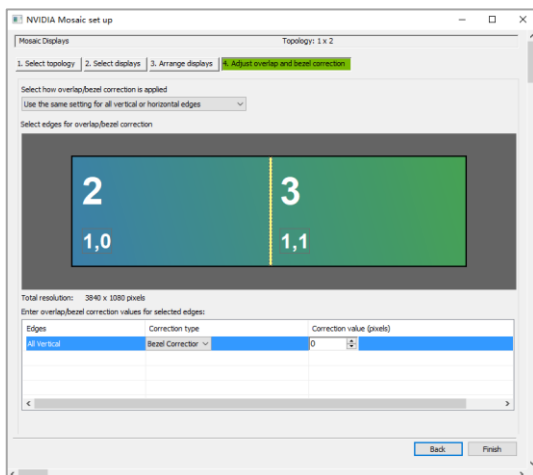 NVIDIA Mosaic set up
Mosaic Displays Topology: 1 x 2
1. Select topology 2. Select displays 3. Arrange displays 4. Adjust overlap and bezel correction
Select how overlap/bezel correction is applied
Use the same setting for all vertical or horizontal edges
Select edges for overlap/bezel correction
2 3
1,0 1,1
Total resolution: 3840 x 1080 pixels
Enter overlap/bezel correction values for selected edges:
Edges Correction type Correction value (pixels)
All Vertical Bezel Correction 0
Back Finish